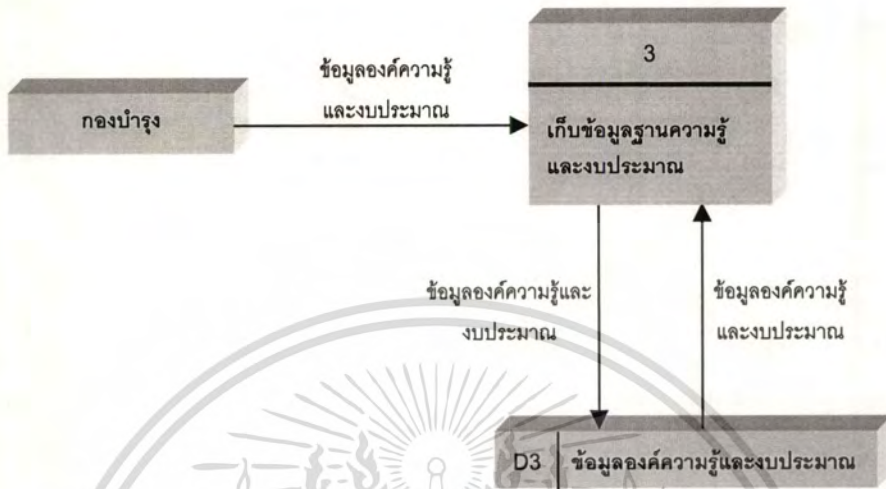 ข้อมูลองค์ความรู้
และงบประมาณ
กองบำรุง
3
เก็บข้อมูลฐานความรู้
และงบประมาณ
ข้อมูลองค์ความรู้และ
งบประมาณ
ข้อมูลองค์ความรู้
และงบประมาณ
D3 ข้อมูลองค์ความรู้และงบประมาณ